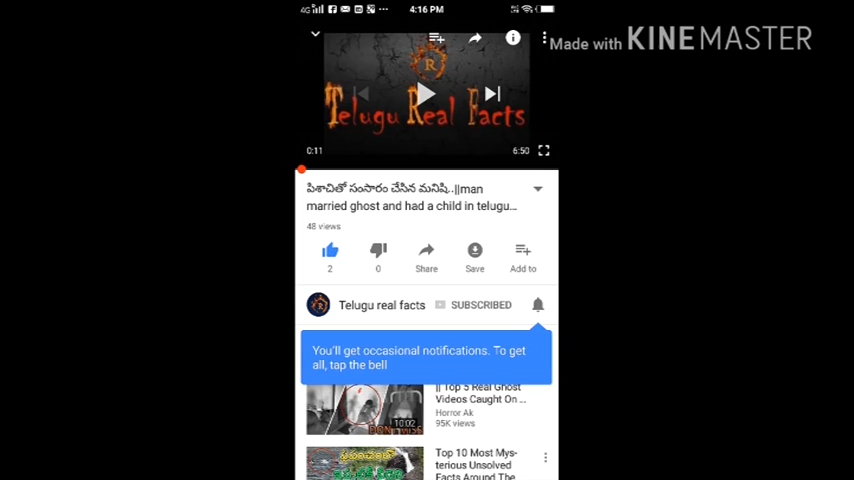 4G 4:16 PM
Made with KINEMASTER
R
Telugu Real Facts
0:11 6:50
పిశాచితో సంసారం చేసిన మనిషి..||man
married ghost and had a child in telugu...
48 views
2 0 Share Save Add to
R Telugu real facts SUBSCRIBED
You'll get occasional notifications. To get
all, tap the bell
|| Top 5 Real Ghost
Videos Caught On ...
Horror Ak
95K views
10:02
DON'T MISS
Top 10 Most Mys-
terious Unsolved
Facts Around The